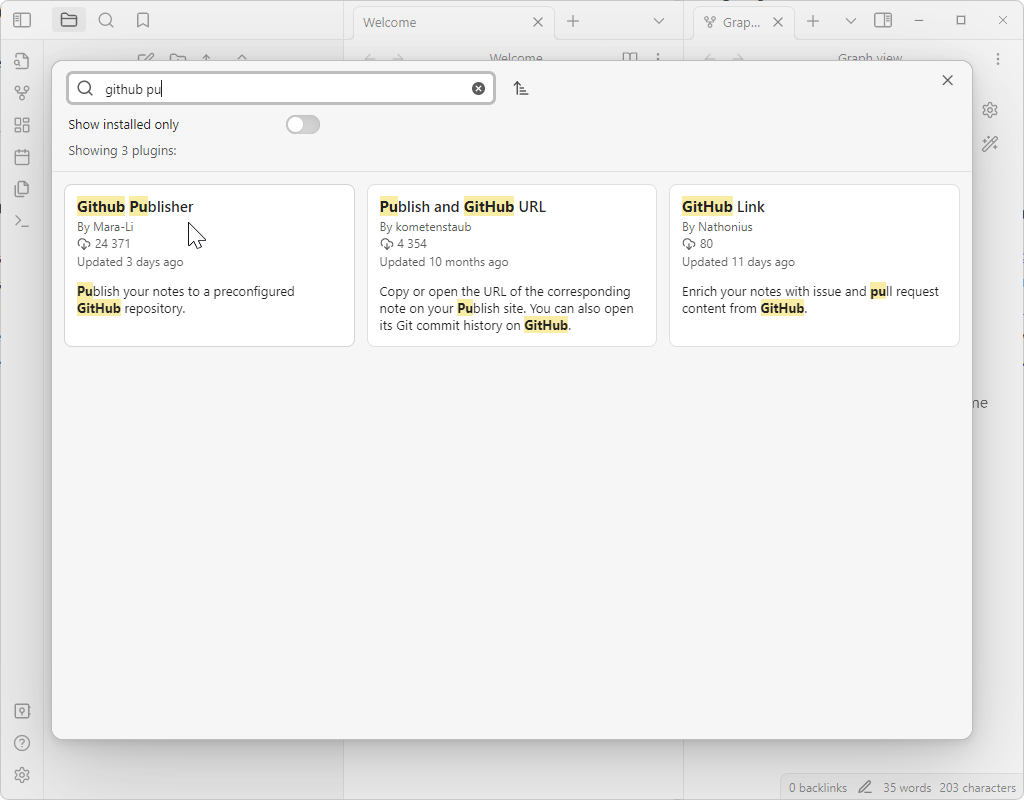 Welcome
Grap...
Welcome
Graph view
github pu
Show installed only
Showing 3 plugins:
Github Publisher
By Mara-Li
24 371
Updated 3 days ago
Publish your notes to a preconfigured
GitHub repository.
Publish and GitHub URL
By kometenstaub
4 354
Updated 10 months ago
Copy or open the URL of the corresponding
note on your Publish site. You can also open
its Git commit history on GitHub.
GitHub Link
By Nathonius
80
Updated 11 days ago
Enrich your notes with issue and pull request
content from GitHub.
me
0 backlinks
35 words
203 characters